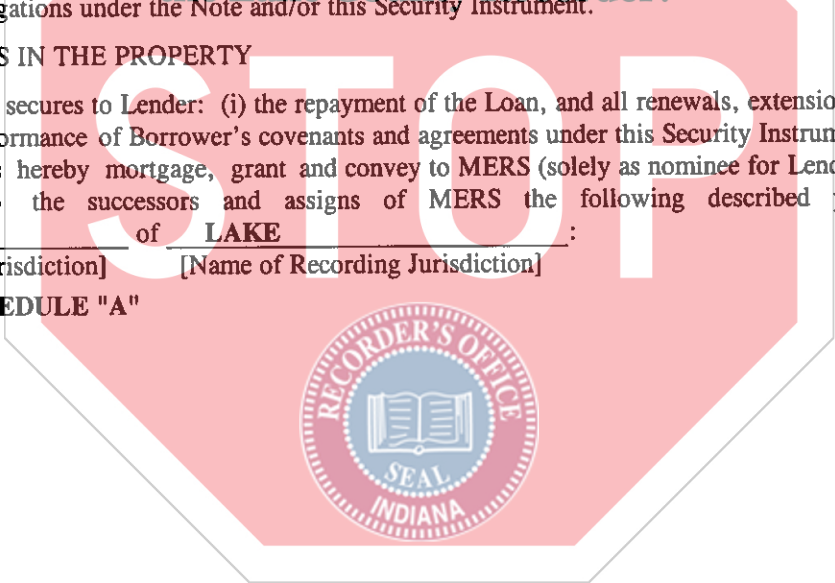 gations under the Note and/or this Security Instrument.
S IN THE PROPERTY
STOP
secures to Lender: (i) the repayment of the Loan, and all renewals, extensio
ormance of Borrower's covenants and agreements under this Security Instrum
hereby mortgage, grant and convey to MERS (solely as nominee for Lend
the successors and assigns of MERS the following described
of LAKE :
risdiction] [Name of Recording Jurisdiction]
EDULE "A"
RECORDER'S OFFICE
SEAL
INDIANA